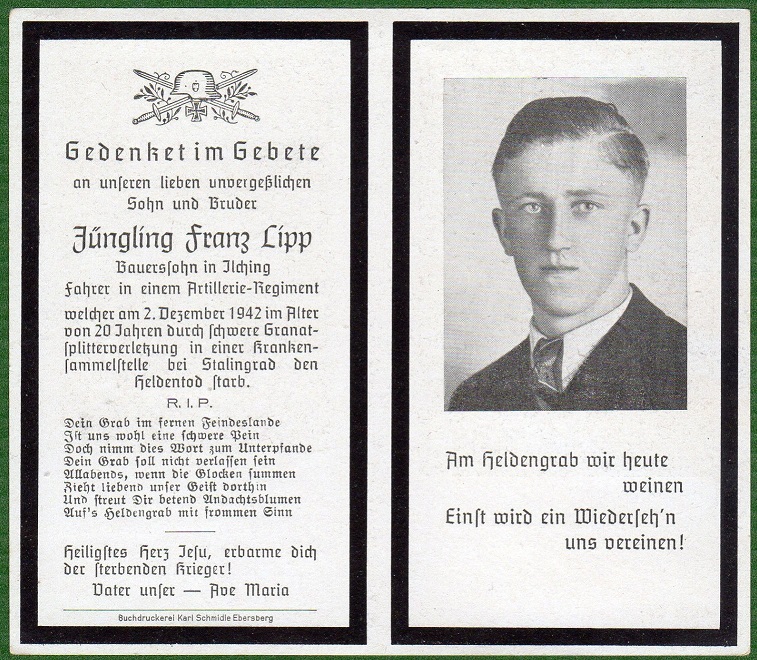 Gedenket im Gebete
an unseren lieben unvergeßlichen
Sohn und Bruder
Jüngling Franz Lipp
Bauerssohn in Ilching
Fahrer in einem Artillerie-Regiment
welcher am 2. Dezember 1942 im Alter
von 20 Jahren durch schwere Granat-
splitterverletzung in einer Kranken-
sammelstelle bei Stalingrad den
Heldentod starb.
R. I. P.
Dein Grab im fernen Feindeslande
Ist uns wohl eine schwere Pein
Doch nimm dies Wort zum Unterpfande
Dein Grab soll nicht verlassen sein
Allabends, wenn die Glocken summen
Zieht liebend unser Geist dorthin
Und streut Dir betend Andachtsblumen
Auf's Heldengrab mit frommen Sinn
Heiligstes Herz Jesu, erbarme dich
der sterbenden Krieger!
Vater unser — Ave Maria
Buchdruckerei Karl Schmidle Ebersberg
Am Heldengrab wir heute
weinen
Einst wird ein Wiederseh'n
uns vereinen!